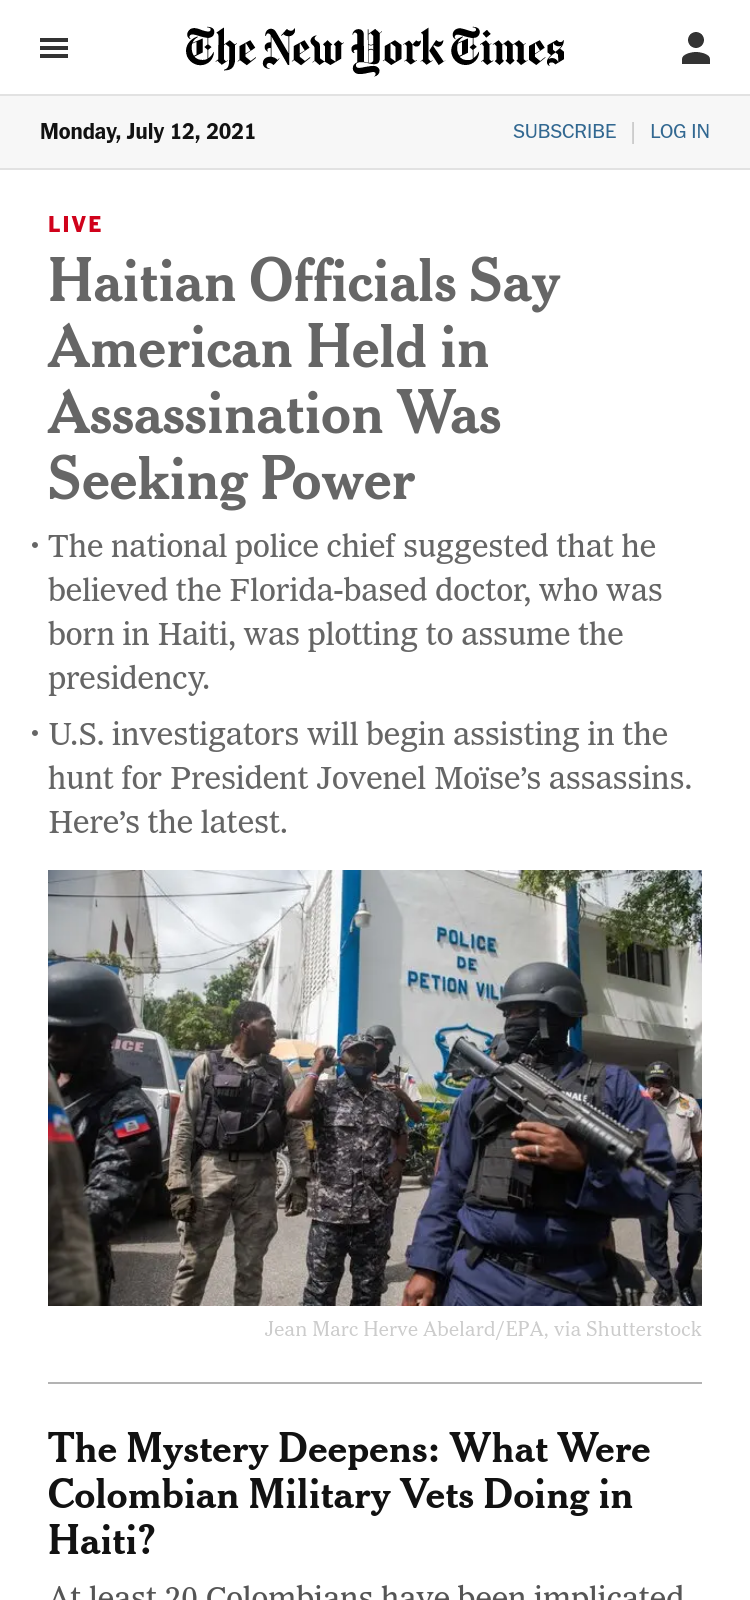 The New York Times
Monday, July 12, 2021
SUBSCRIBE | LOG IN
LIVE
Haitian Officials Say
American Held in
Assassination Was
Seeking Power
• The national police chief suggested that he
believed the Florida-based doctor, who was
born in Haiti, was plotting to assume the
presidency.
• U.S. investigators will begin assisting in the
hunt for President Jovenel Moïse’s assassins.
Here’s the latest.
POLICE
DE
PETION VIL
ICE
NALE
Jean Marc Herve Abelard/EPA, via Shutterstock
The Mystery Deepens: What Were
Colombian Military Vets Doing in
Haiti?
At least 20 Colombians have been implicated